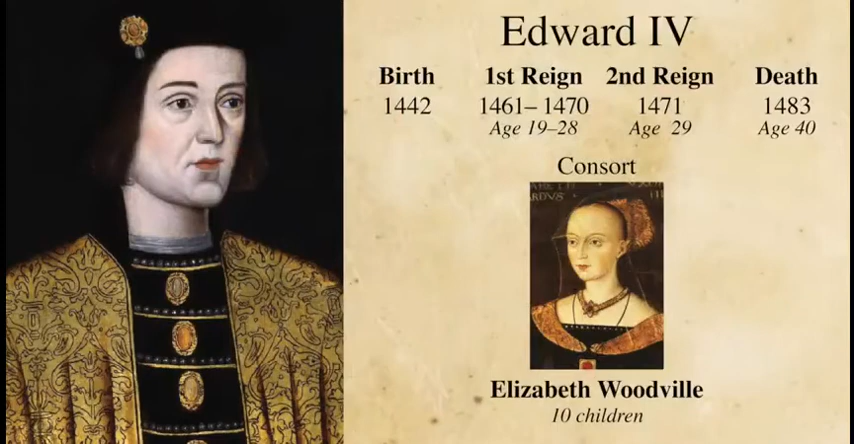 Edward IV
Birth 1st Reign 2nd Reign Death
1442 1461– 1470 1471 1483
Age 19–28 Age 29 Age 40
Consort
Elizabeth Woodville
10 children